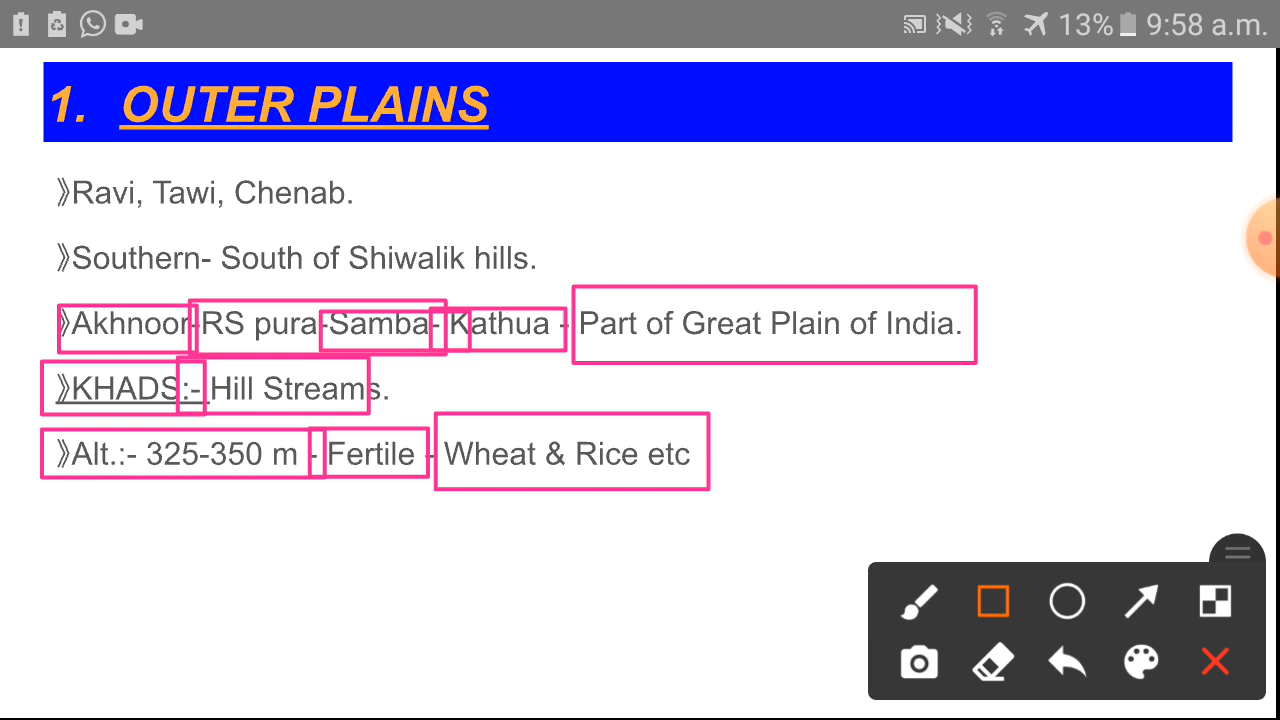 13% 9:58 a.m.
1. OUTER PLAINS
》Ravi, Tawi, Chenab.
》Southern- South of Shiwalik hills.
》Akhnoor-RS pura-Samba- Kathua - Part of Great Plain of India.
》KHADS:- Hill Streams.
》Alt.:- 325-350 m - Fertile - Wheat & Rice etc